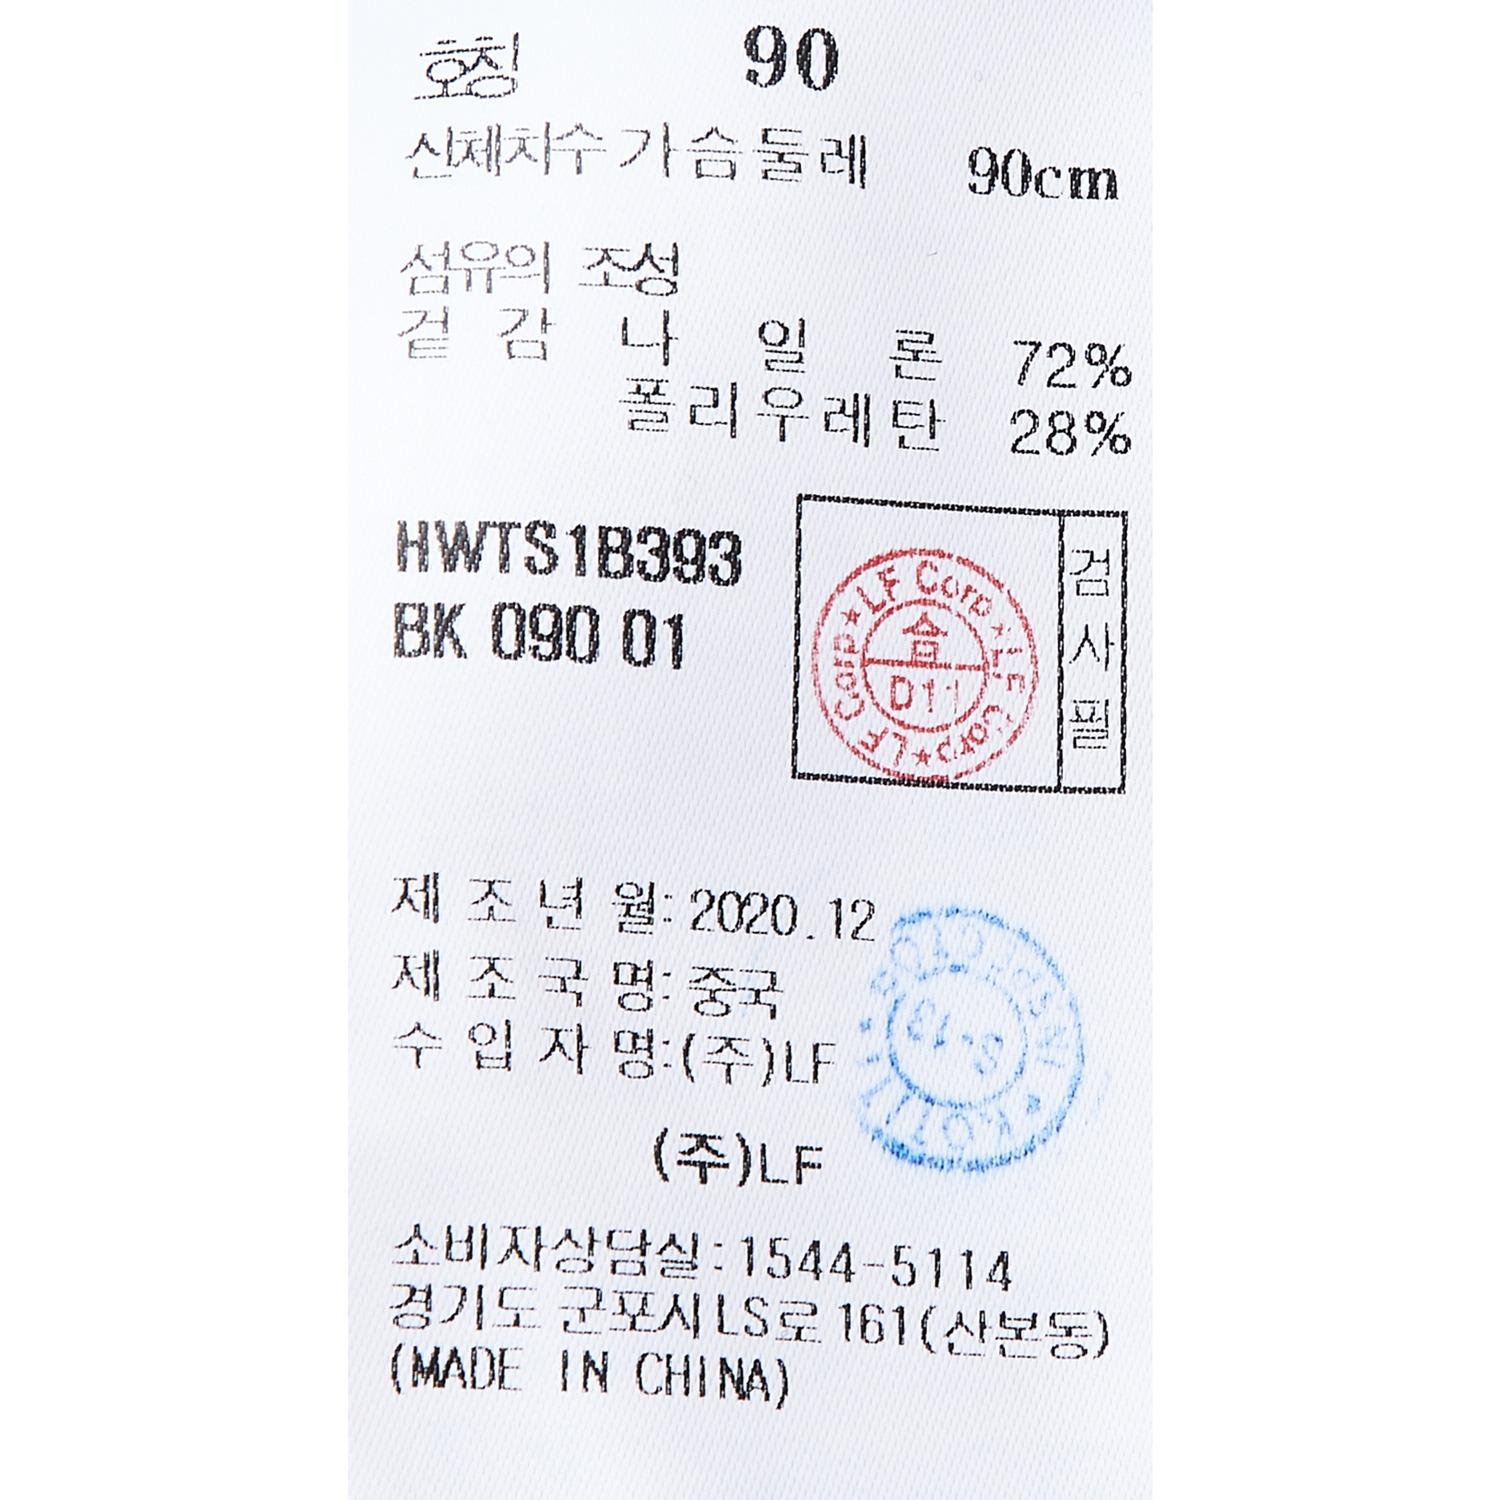 호칭 90
신체치수 가슴둘레 90cm
섬유의 조성
겉 감 나 일 론 72%
폴리우레탄 28%
HWTS1B393
BK 090 01
LF Corp ★ LF Corp ★ LF Corp ★
합
D11
검사필
제 조 년 월: 2020.12
제 조 국 명: 중국
수 입 자 명: (주)LF
(주)LF
소비자상담실: 1544-5114
경기도 군포시 LS로 161(산본동)
(MADE IN CHINA)